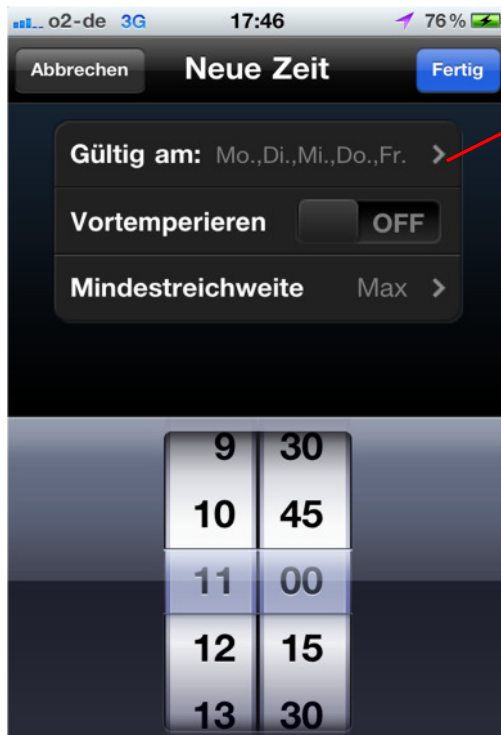 o2-de 3G 17:46 76 %
Abbrechen Neue Zeit Fertig
Gültig am: Mo.,Di.,Mi.,Do.,Fr.
Vortemperieren OFF
Mindestreichweite Max
9 30
10 45
11 00
12 15
13 30